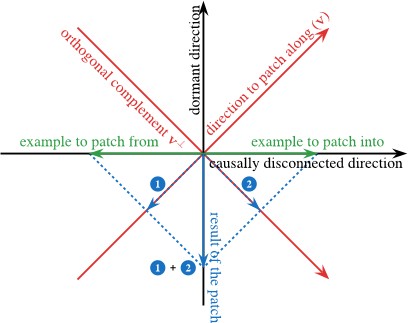 dormant direction
orthogonal complement v⊥
direction to patch along (v)
example to patch from
example to patch into
causally disconnected direction
1
2
result of the patch
1 + 2